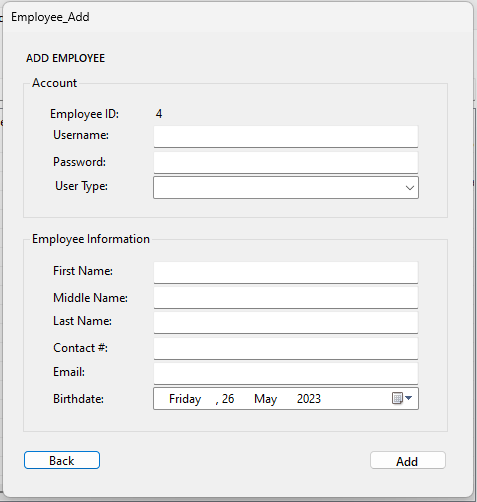 Employee_Add
ADD EMPLOYEE
Account
Employee ID: 4
Username:
Password:
User Type:
Employee Information
First Name:
Middle Name:
Last Name:
Contact #:
Email:
Birthdate: Friday , 26 May 2023
Back Add